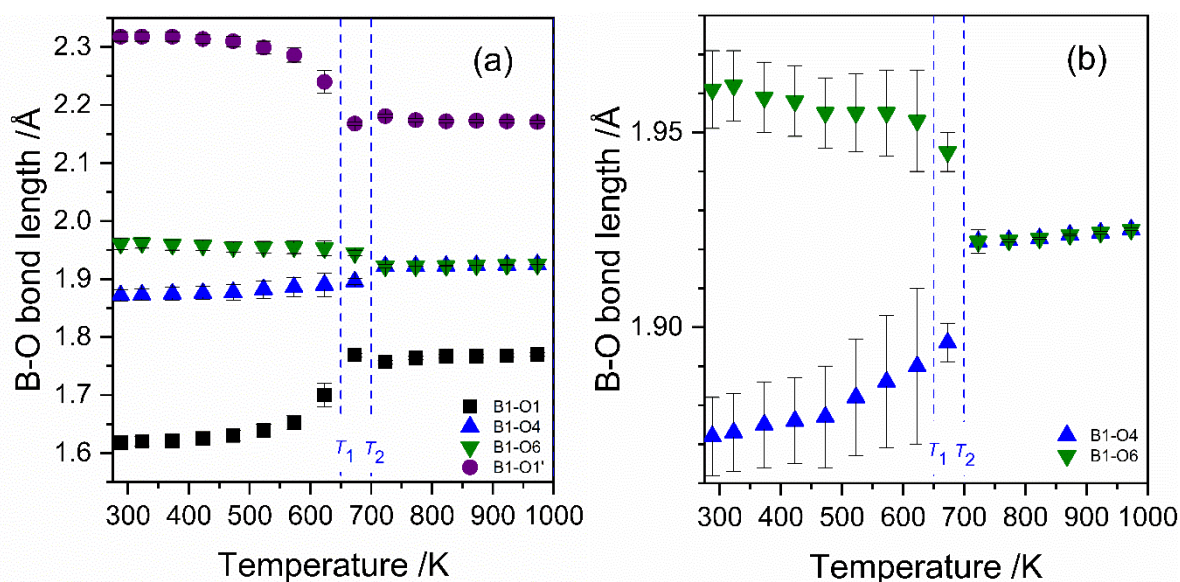 (a)
B-O bond length /Å
2.3
2.2
2.1
2.0
1.9
1.8
1.7
1.6
300 400 500 600 700 800 900 1000
Temperature /K
T1 T2
B1-O1
B1-O4
B1-O6
B1-O1'
(b)
B-O bond length /Å
1.95
1.90
300 400 500 600 700 800 900 1000
Temperature /K
T1 T2
B1-O4
B1-O6